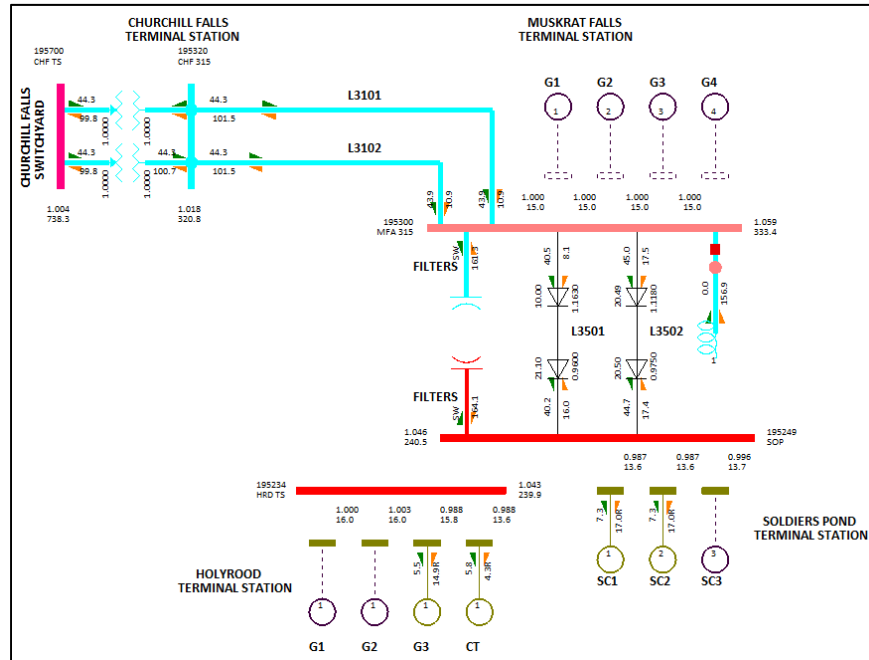 CHURCHILL FALLS
TERMINAL STATION
MUSKRAT FALLS
TERMINAL STATION
195700
CHF TS
195320
CHF 315
G1
G2
G3
G4
44.3
44.3
44.3
L3101
1
2
3
4
99.8
1.0000
1.0000
101.5
CHURCHILL FALLS
SWITCHYARD
44.3
44.3
44.3
L3102
99.8
1.0000
1.0000
100.7
101.5
1.004
738.3
1.018
320.8
43.9
10.9
43.9
10.9
1.000
15.0
1.000
15.0
1.000
15.0
1.000
15.0
195300
MFA 315
1.059
333.4
FILTERS
SW
161.3
40.5
8.1
45.0
17.5
10.00
1.1630
20.49
1.1180
0.0
156.9
L3501
L3502
1
21.10
0.9600
20.50
0.9750
FILTERS
SW
164.1
40.2
16.0
44.7
17.4
1.046
240.5
195249
SOP
195234
HRD TS
1.043
239.9
0.987
13.6
0.987
13.6
0.996
13.7
1.000
16.0
1.003
16.0
0.988
15.8
0.988
13.6
7.3
17.0R
7.3
17.0R
SOLDIERS POND
TERMINAL STATION
1
2
3
SC1
SC2
SC3
HOLYROOD
TERMINAL STATION
5.5
14.9R
5.8
4.3R
1
1
1
1
G1
G2
G3
CT